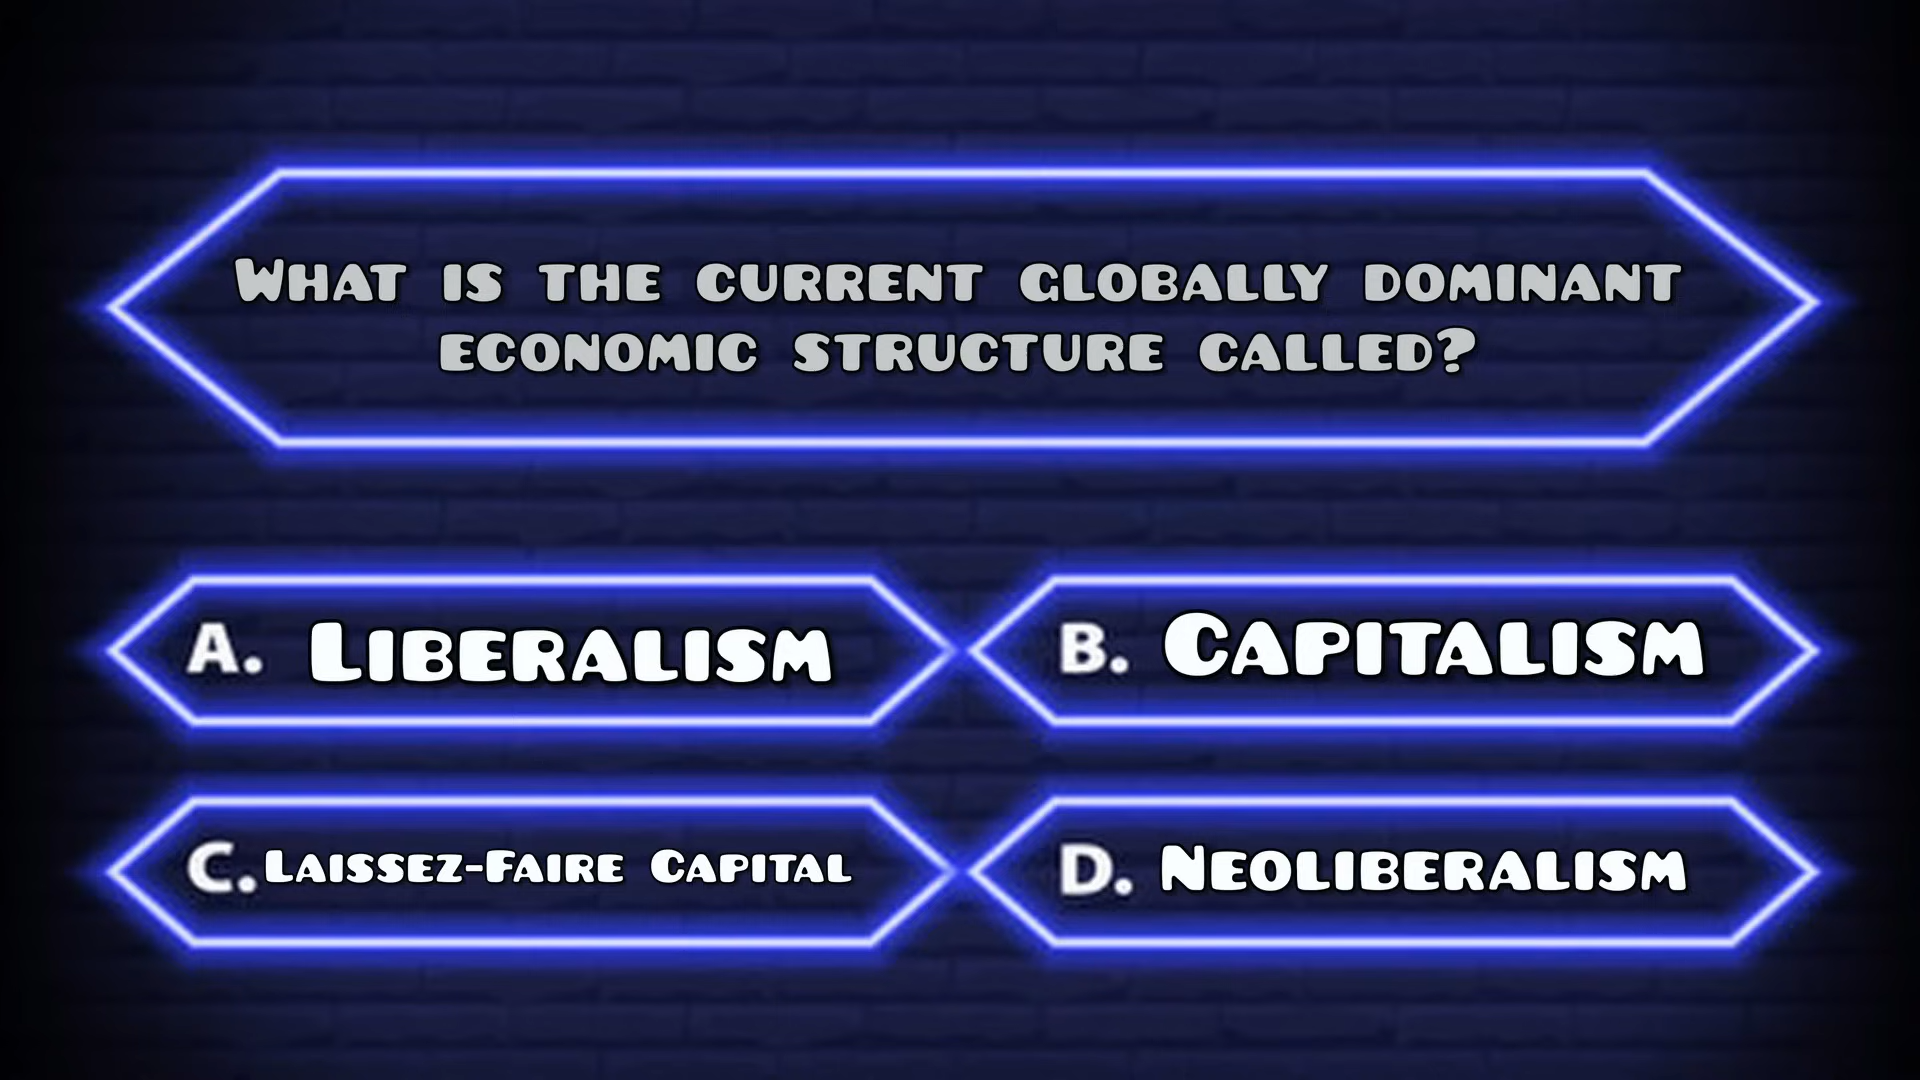 What is the current globally dominant
economic structure called?
A. Liberalism
B. Capitalism
C. Laissez-Faire Capital
D. Neoliberalism